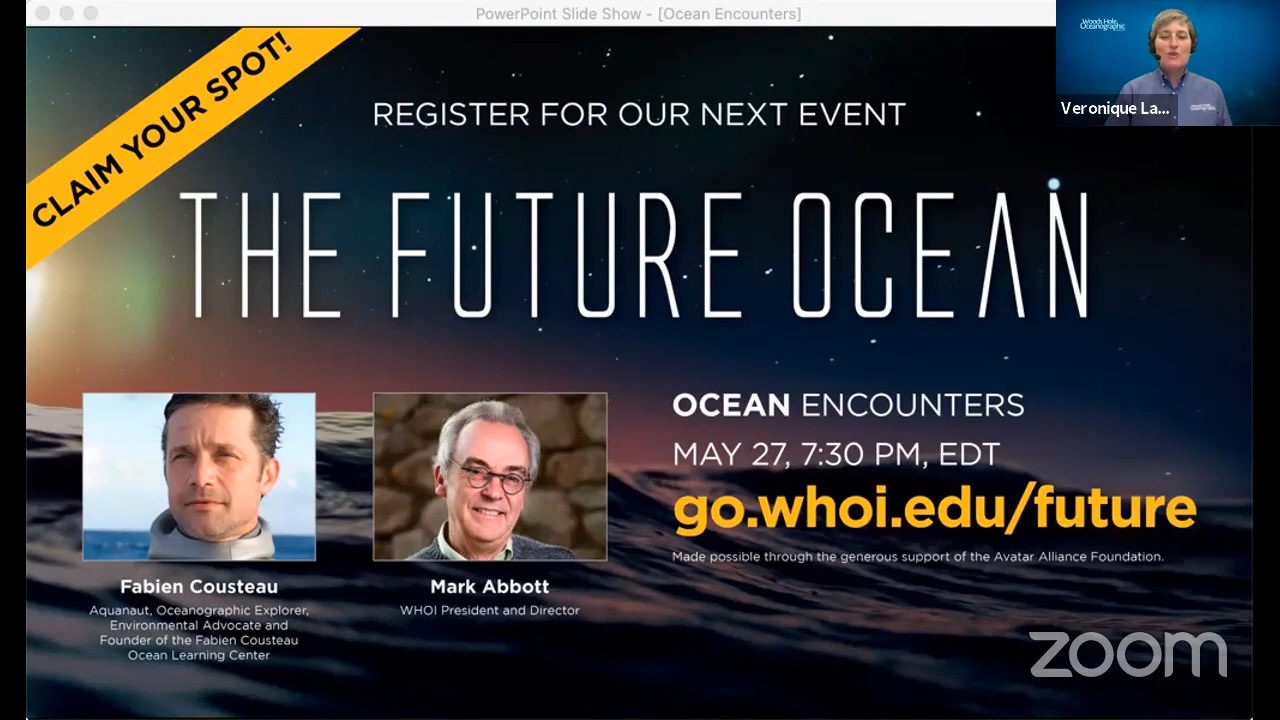 PowerPoint Slide Show - [Ocean Encounters]
CLAIM YOUR SPOT!
Woods Hole
Oceanographic
Veronique La...
REGISTER FOR OUR NEXT EVENT
THE FUTURE OCEAN
OCEAN ENCOUNTERS
MAY 27, 7:30 PM, EDT
go.whoi.edu/future
Made possible through the generous support of the Avatar Alliance Foundation.
Fabien Cousteau
Aquanaut, Oceanographic Explorer,
Environmental Advocate and
Founder of the Fabien Cousteau
Ocean Learning Center
Mark Abbott
WHOI President and Director
zoom